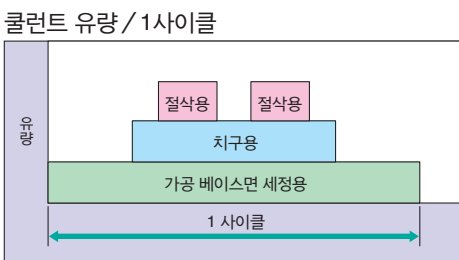 쿨런트 유량 / 1사이클
절삭용 절삭용
유량
치구용
가공 베이스면 세정용
1 사이클